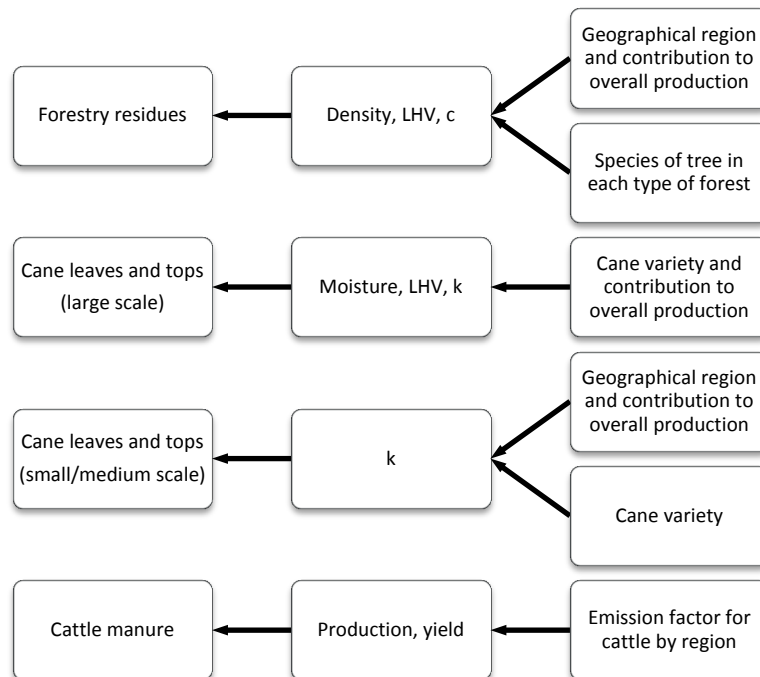 Forestry residues
Density, LHV, c
Geographical region
and contribution to
overall production
Species of tree in
each type of forest
Cane leaves and tops
(large scale)
Moisture, LHV, k
Cane variety and
contribution to
overall production
Cane leaves and tops
(small/medium scale)
k
Geographical region
and contribution to
overall production
Cane variety
Cattle manure
Production, yield
Emission factor for
cattle by region